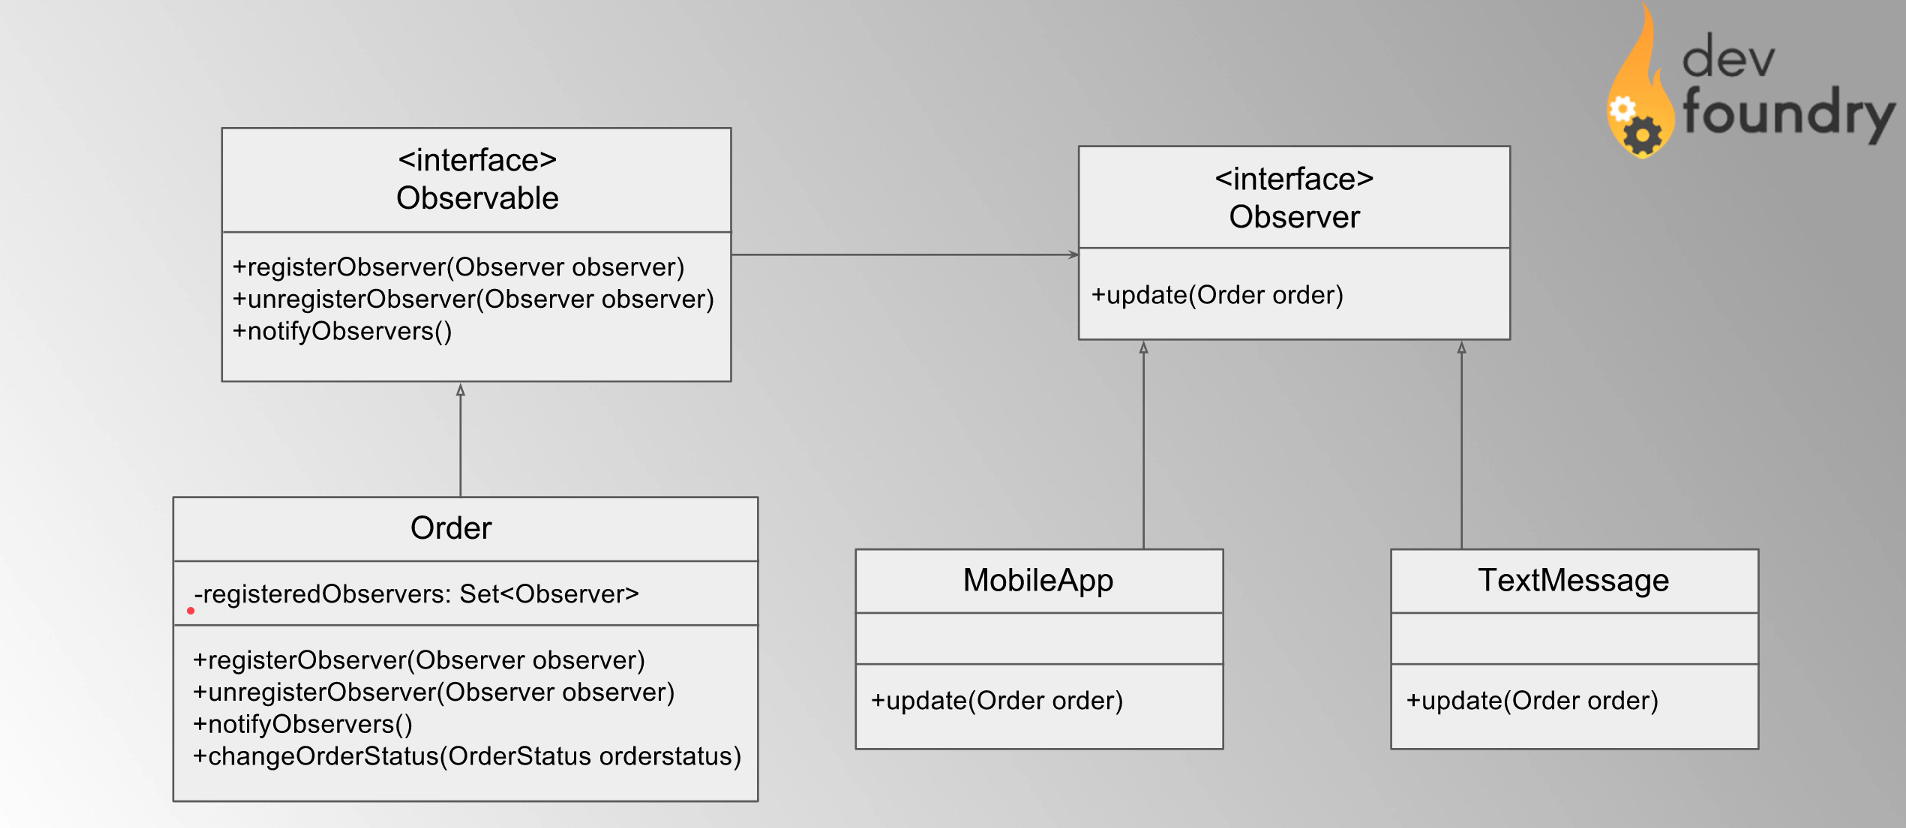 dev
foundry
<interface>
Observable
+registerObserver(Observer observer)
+unregisterObserver(Observer observer)
+notifyObservers()
<interface>
Observer
+update(Order order)
Order
-registeredObservers: Set<Observer>
+registerObserver(Observer observer)
+unregisterObserver(Observer observer)
+notifyObservers()
+changeOrderStatus(OrderStatus orderstatus)
MobileApp
+update(Order order)
TextMessage
+update(Order order)